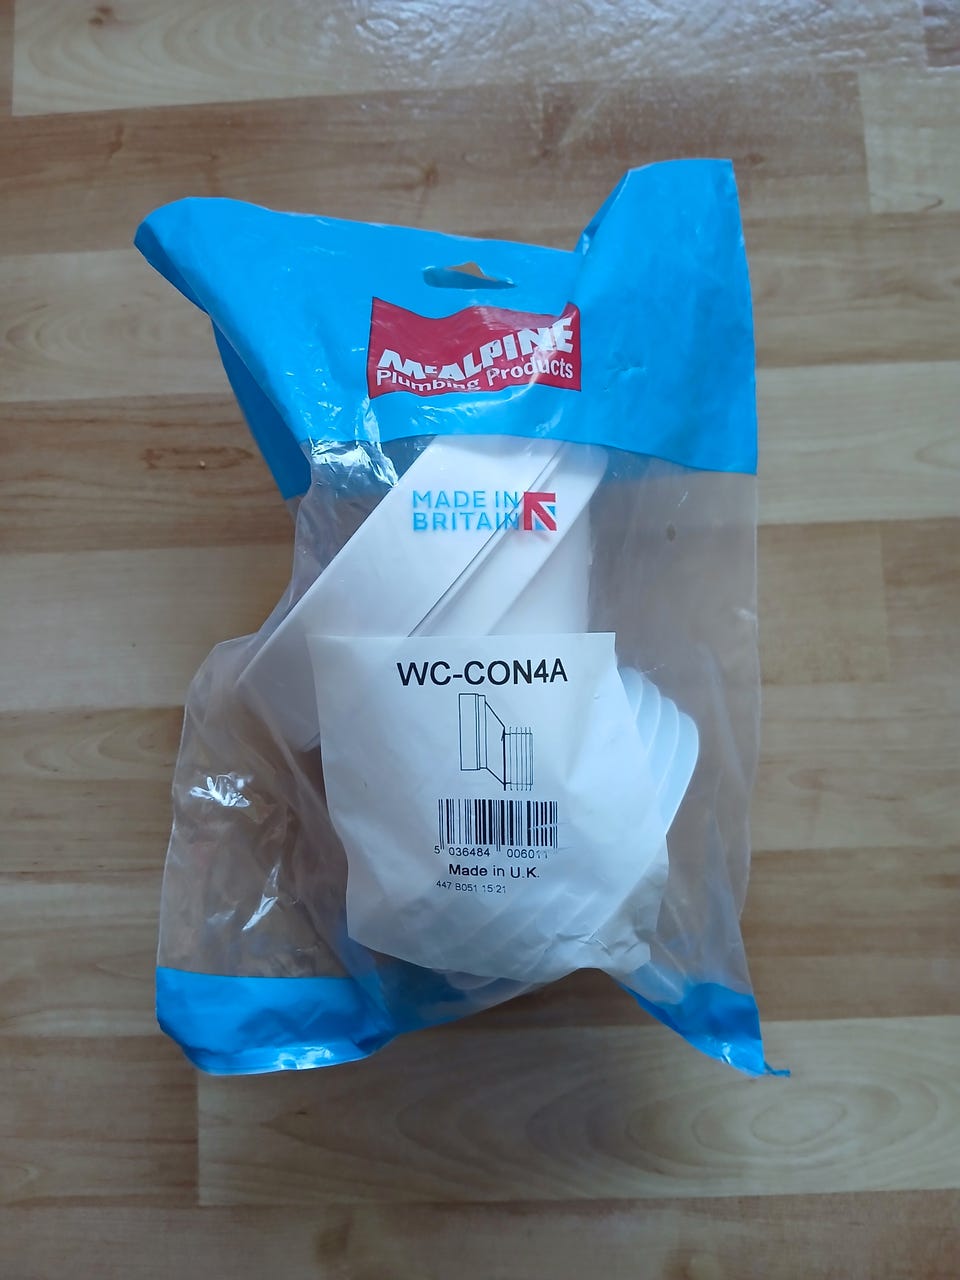 McALPINE
Plumbing Products
MADE IN
BRITAIN
WC-CON4A
5 036484 006011
Made in U.K.
447 B051 15:21